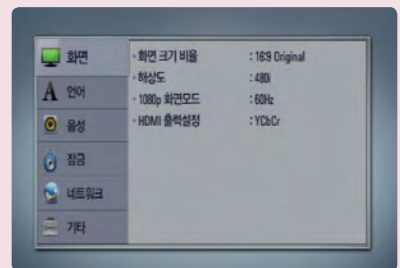 화면
A 언어
음성
잠금
네트워크
기타
· 화면 크기 비율 : 16:9 Original
· 해상도 : 480i
· 1080p 화면모드 : 60Hz
· HDMI 출력설정 : YCbCr